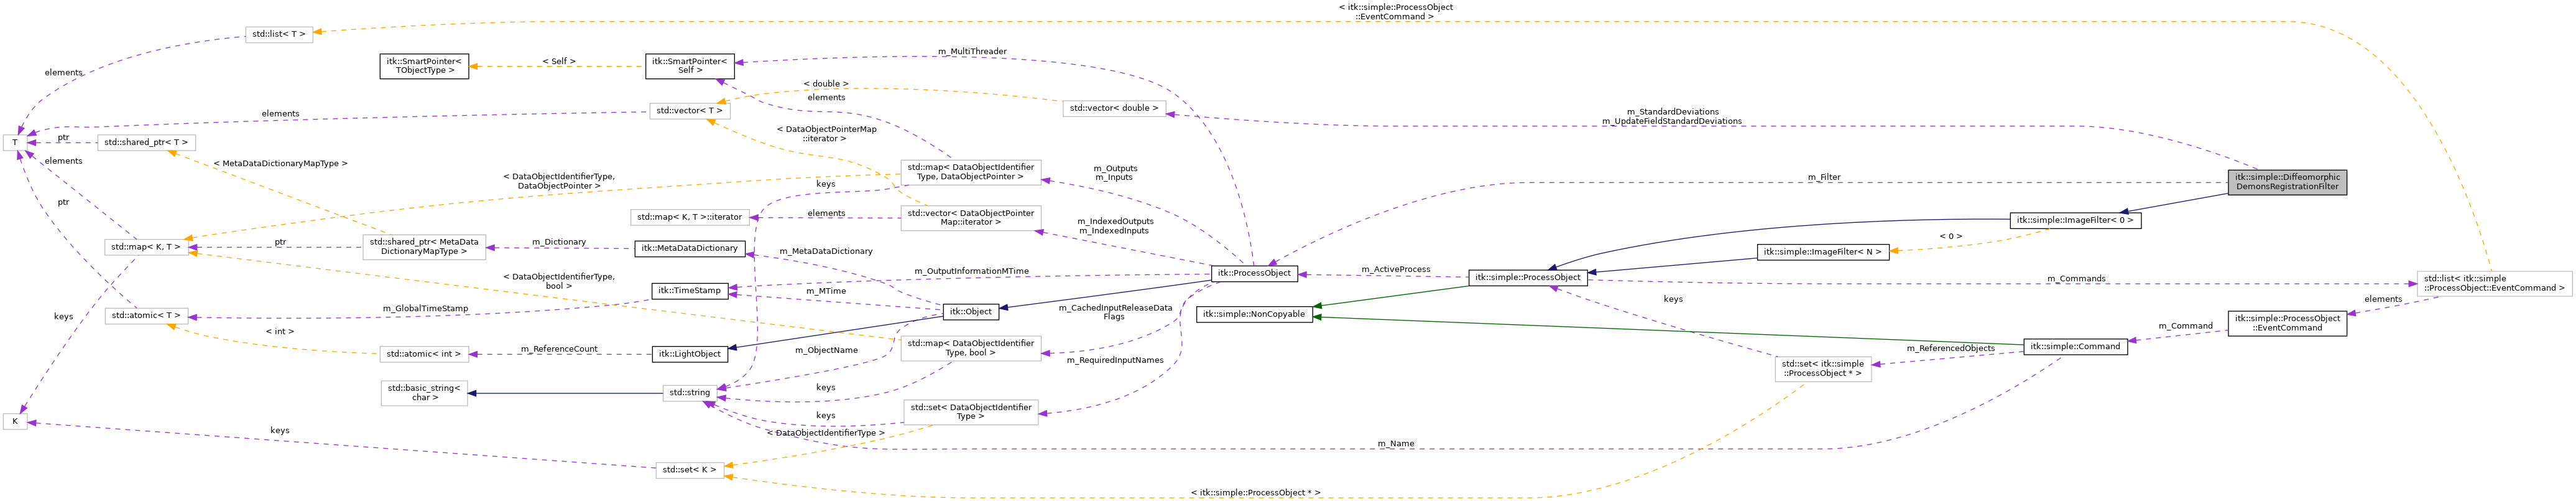 < itk::simple::ProcessObject
::EventCommand >
std::list< T >
m_MultiThreader
itk::SmartPointer<
TObjectType >
< Self >
itk::SmartPointer<
Self >
elements
< double >
elements
std::vector< T >
std::vector< double >
elements
m_StandardDeviations
m_UpdateFieldStandardDeviations
ptr
T
std::shared_ptr< T >
< DataObjectPointerMap
::iterator >
elements
< MetaDataDictionaryMapType >
std::map< DataObjectIdentifier
Type, DataObjectPointer >
m_Outputs
m_Inputs
m_Filter
itk::simple::Diffeomorphic
DemonsRegistrationFilter
< DataObjectIdentifierType,
DataObjectPointer >
keys
ptr
std::map< K, T >::iterator
elements
std::vector< DataObjectPointer
Map::iterator >
m_IndexedOutputs
m_IndexedInputs
itk::simple::ImageFilter< 0 >
< 0 >
std::map< K, T >
ptr
std::shared_ptr< MetaData
DictionaryMapType >
m_Dictionary
itk::MetaDataDictionary
m_MetaDataDictionary
itk::simple::ImageFilter< N >
m_OutputInformationMTime
itk::ProcessObject
m_ActiveProcess
itk::simple::ProcessObject
m_Commands
std::list< itk::simple
::ProcessObject::EventCommand >
< DataObjectIdentifierType,
bool >
itk::TimeStamp
m_MTime
keys
elements
m_GlobalTimeStamp
itk::Object
m_CachedInputReleaseData
Flags
itk::simple::NonCopyable
keys
std::atomic< T >
itk::simple::ProcessObject
::EventCommand
m_Command
< int >
std::atomic< int >
m_ReferenceCount
itk::LightObject
m_ObjectName
std::map< DataObjectIdentifier
Type, bool >
m_RequiredInputNames
m_ReferencedObjects
itk::simple::Command
std::set< itk::simple
::ProcessObject * >
std::basic_string<
char >
std::string
keys
K
std::set< DataObjectIdentifier
Type >
keys
keys
< DataObjectIdentifierType >
m_Name
std::set< K >
< itk::simple::ProcessObject * >